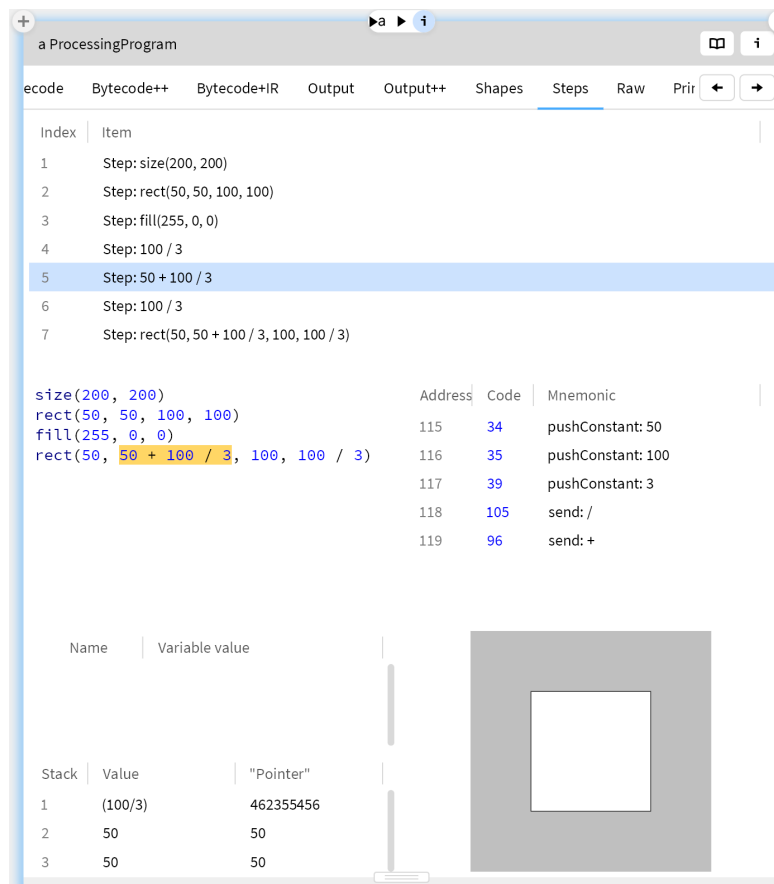 a
a ProcessingProgram
ecode Bytecode++ Bytecode+IR Output Output++ Shapes Steps Raw Prin
Index Item
1 Step: size(200, 200)
2 Step: rect(50, 50, 100, 100)
3 Step: fill(255, 0, 0)
4 Step: 100 / 3
5 Step: 50 + 100 / 3
6 Step: 100 / 3
7 Step: rect(50, 50 + 100 / 3, 100, 100 / 3)
size(200, 200)
rect(50, 50, 100, 100)
fill(255, 0, 0)
rect(50, 50 + 100 / 3, 100, 100 / 3)
Address Code Mnemonic
115 34 pushConstant: 50
116 35 pushConstant: 100
117 39 pushConstant: 3
118 105 send: /
119 96 send: +
Name Variable value
Stack Value "Pointer"
1 (100/3) 462355456
2 50 50
3 50 50